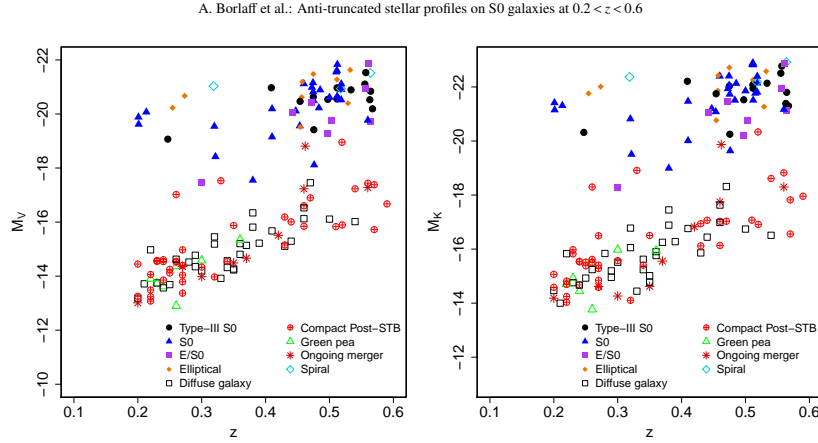 A. Borlaff et al.: Anti-truncated stellar profiles on S0 galaxies at 0.2 < z < 0.6
-22
-20
-18
-16
-14
-12
-10
M_V
Type−III S0
S0
E/S0
Elliptical
Diffuse galaxy
Compact Post−STB
Green pea
Ongoing merger
Spiral
0.1 0.2 0.3 0.4 0.5 0.6
z
-22
-20
-18
-16
-14
-12
M_K
Type−III S0
S0
E/S0
Elliptical
Diffuse galaxy
Compact Post−STB
Green pea
Ongoing merger
Spiral
0.1 0.2 0.3 0.4 0.5 0.6
z